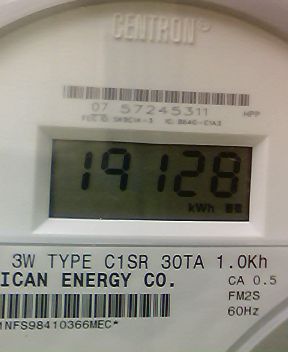 CENTRON®
07 57245311 HPP
19128
kWh
3W TYPE C1SR 30TA 1.0Kh
ICAN ENERGY CO. CA 0.5
FM2S
60Hz
1NFS98410366MEC*